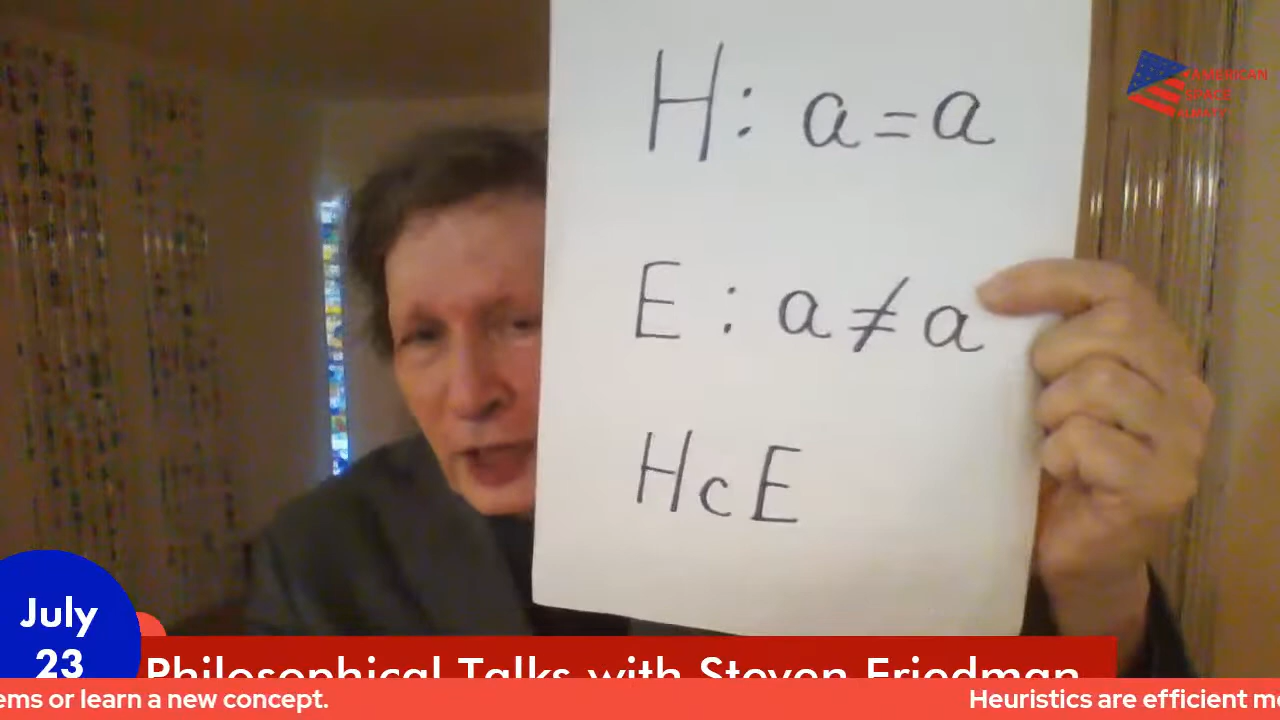 H: a = a
E: a ≠ a
HcE
AMERICAN
SPACE
ALMATY
July
23
Philosophical Talks with Steven Friedman
ems or learn a new concept.
Heuristics are efficient me